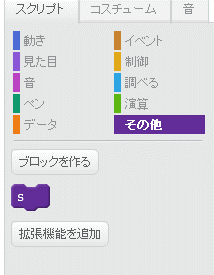 スクリプト コスチューム 音
動き イベント
見た目 制御
音 調べる
ペン 演算
データ その他
ブロックを作る
s
拡張機能を追加